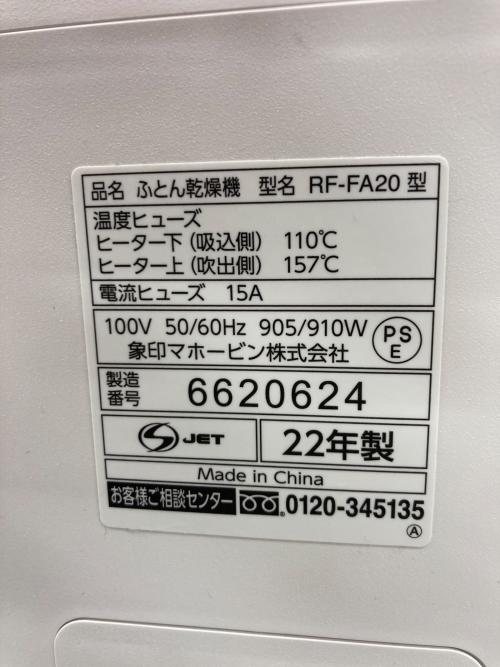 品名 ふとん乾燥機 型名 RF-FA20 型
温度ヒューズ
ヒーター下 (吸込側) 110℃
ヒーター上 (吹出側) 157℃
電流ヒューズ 15A
100V 50/60Hz 905/910W
象印マホービン株式会社
PS
E
製造
番号 6620624
S JET 22年製
Made in China
お客様ご相談センター 0120-345135
A